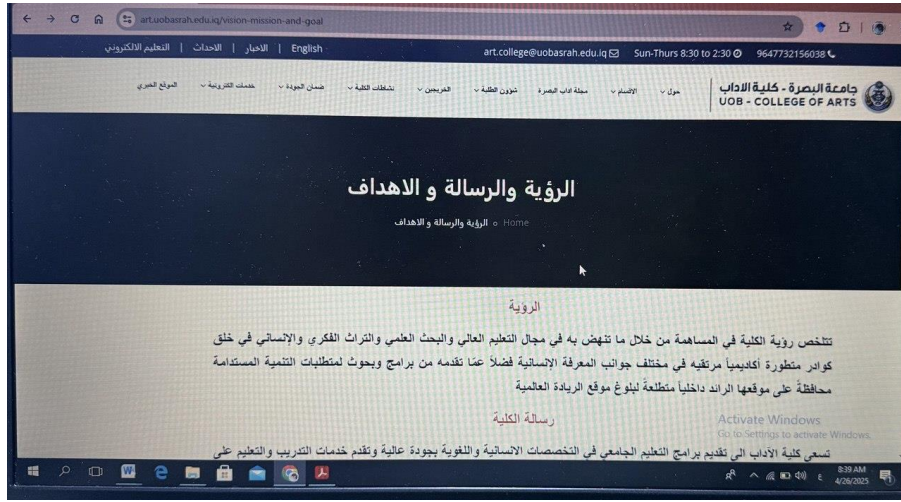 art.uobasrah.edu.iq/vision-mission-and-goal
English | الاخبار | الاحداث | التعليم الالكتروني
art.college@uobasrah.edu.iq Sun-Thurs 8:30 to 2:30 9647732156038
جامعة البصرة - كلية الاداب
UOB - COLLEGE OF ARTS
حول الاقسام مجلة اداب البصرة شؤون الطلبة الخريجين نشاطات الكلية ضمان الجودة خدمات الكترونية الموقع الخبري
الرؤية والرسالة و الاهداف
Home o الرؤية والرسالة و الاهداف
الرؤية
تتلخص رؤية الكلية في المساهمة من خلال ما تنهض به في مجال التعليم العالي والبحث العلمي والتراث الفكري والإنساني في خلق
كوادر متطورة أكاديمياً مرتقيه في مختلف جوانب المعرفة الإنسانية فضلاً عمّا تقدمه من برامج وبحوث لمتطلبات التنمية المستدامة
محافظةً على موقعها الرائد داخلياً متطلعةً لبلوغ موقع الريادة العالمية
رسالة الكلية
تسعى كلية الآداب الى تقديم برامج التعليم الجامعي في التخصصات الانسانية واللغوية بجودة عالية وتقدم خدمات التدريب والتعليم على
Activate Windows
Go to Settings to activate Windows.
ع
8:39 AM
4/26/2025